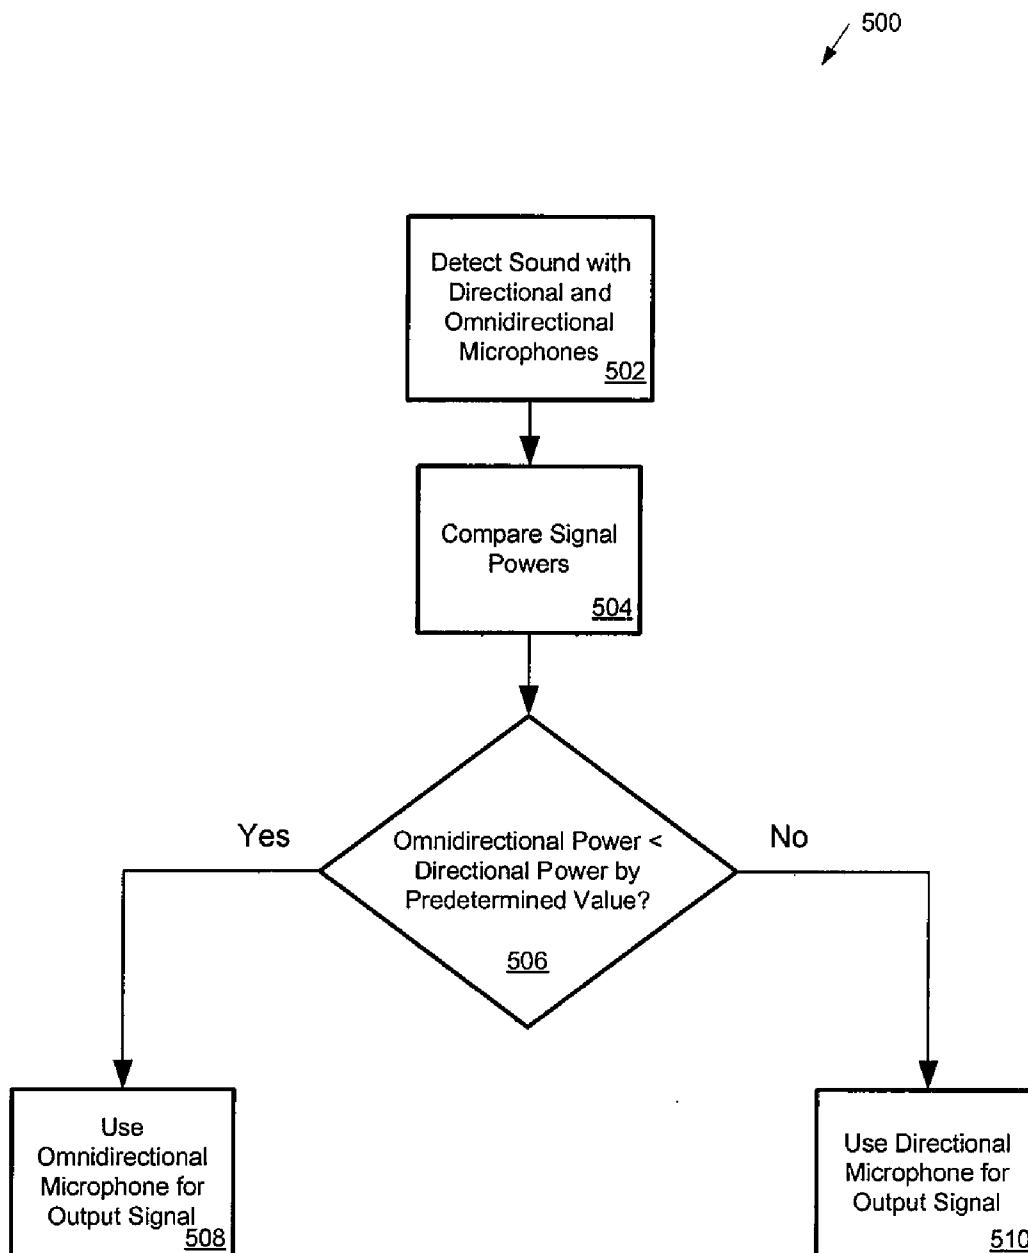 500
Detect Sound with
Directional and
Omnidirectional
Microphones
502
Compare Signal
Powers
504
Yes
No
Omnidirectional Power <
Directional Power by
Predetermined Value?
506
Use
Omnidirectional
Microphone for
Output Signal
508
Use Directional
Microphone for
Output Signal
510